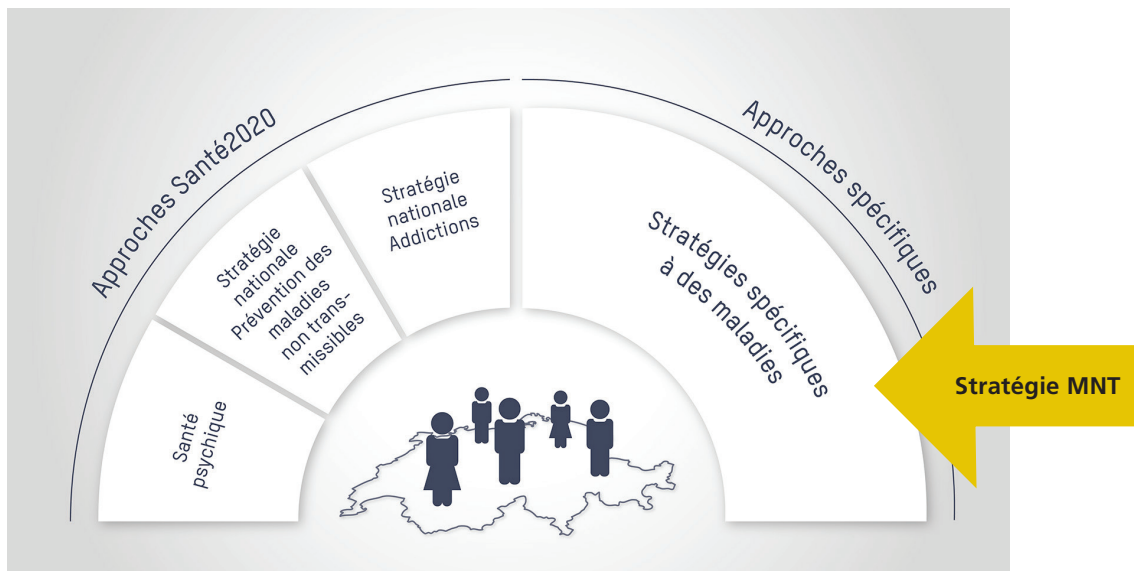 Approches Santé2020
Approches spécifiques
Santé
psychique
Stratégie
nationale
Prévention des
maladies
non trans-
missibles
Stratégie
nationale
Addictions
Stratégies spécifiques
à des maladies
Stratégie MNT